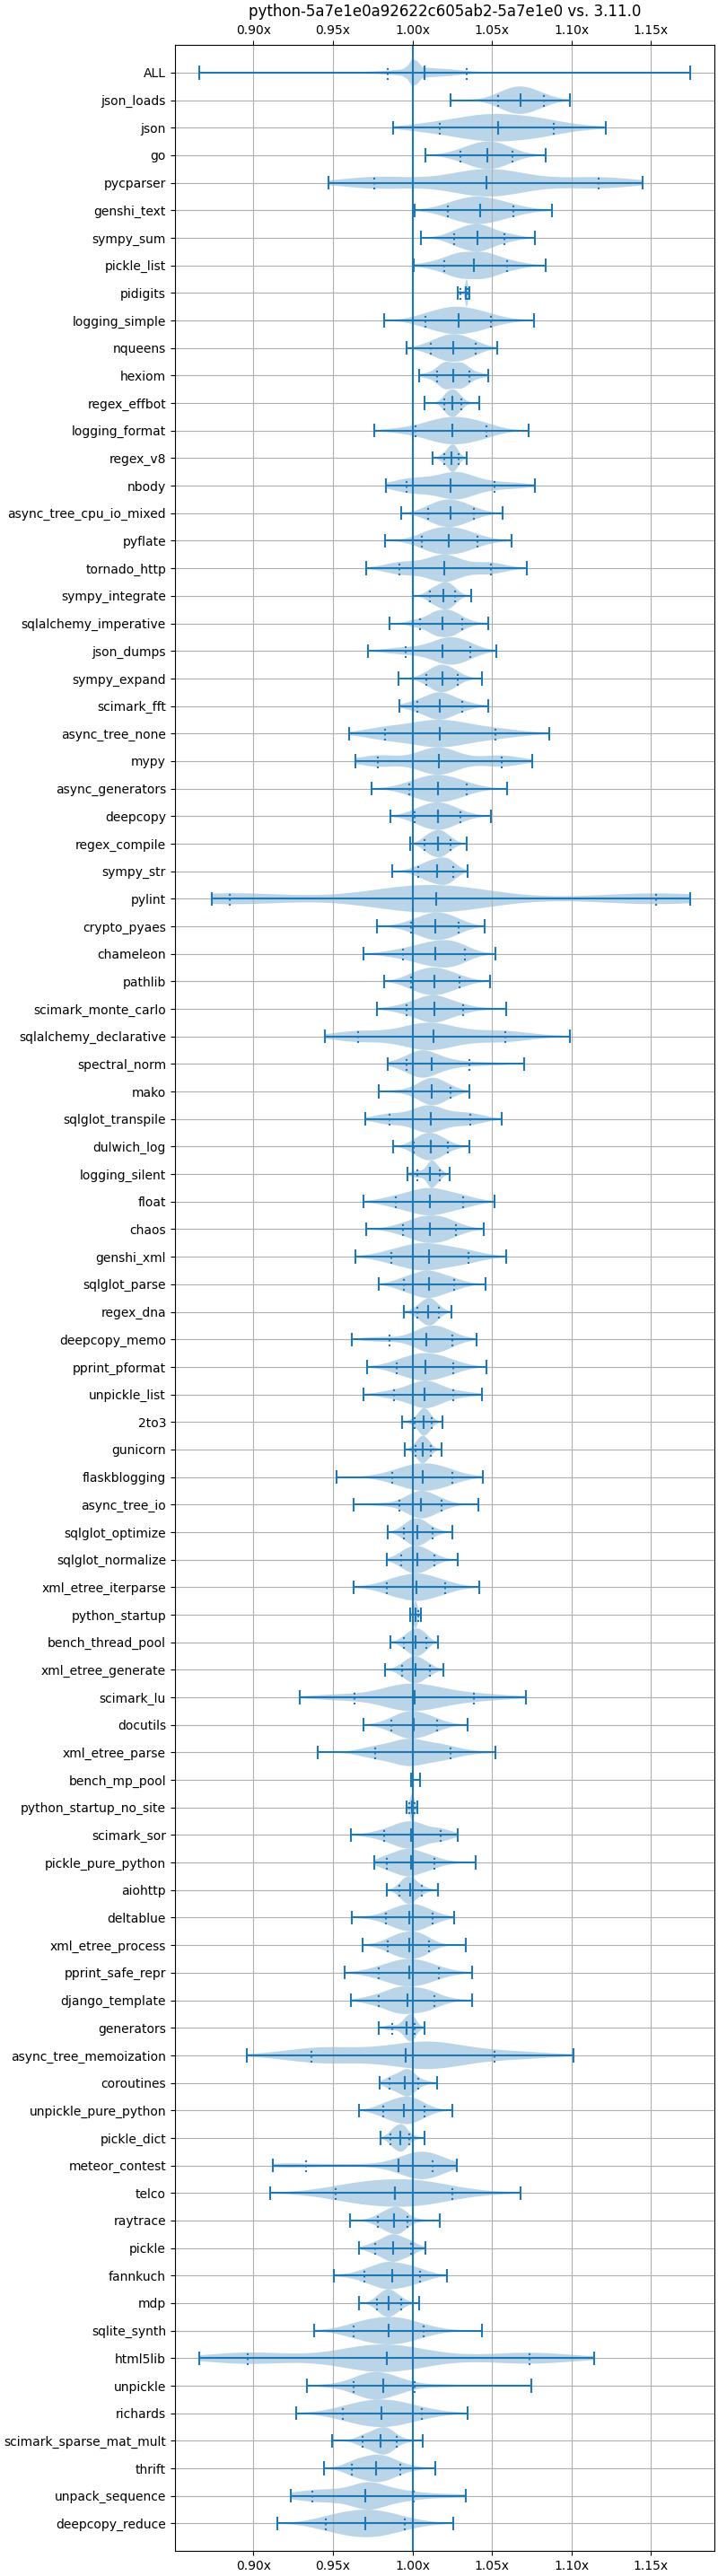 python-5a7e1e0a92622c605ab2-5a7e1e0 vs. 3.11.0
0.90x 0.95x 1.00x 1.05x 1.10x 1.15x
ALL
json_loads
json
go
pycparser
genshi_text
sympy_sum
pickle_list
pidigits
logging_simple
nqueens
hexiom
regex_effbot
logging_format
regex_v8
nbody
async_tree_cpu_io_mixed
pyflate
tornado_http
sympy_integrate
sqlalchemy_imperative
json_dumps
sympy_expand
scimark_fft
async_tree_none
mypy
async_generators
deepcopy
regex_compile
sympy_str
pylint
crypto_pyaes
chameleon
pathlib
scimark_monte_carlo
sqlalchemy_declarative
spectral_norm
mako
sqlglot_transpile
dulwich_log
logging_silent
float
chaos
genshi_xml
sqlglot_parse
regex_dna
deepcopy_memo
pprint_pformat
unpickle_list
2to3
gunicorn
flaskblogging
async_tree_io
sqlglot_optimize
sqlglot_normalize
xml_etree_iterparse
python_startup
bench_thread_pool
xml_etree_generate
scimark_lu
docutils
xml_etree_parse
bench_mp_pool
python_startup_no_site
scimark_sor
pickle_pure_python
aiohttp
deltablue
xml_etree_process
pprint_safe_repr
django_template
generators
async_tree_memoization
coroutines
unpickle_pure_python
pickle_dict
meteor_contest
telco
raytrace
pickle
fannkuch
mdp
sqlite_synth
html5lib
unpickle
richards
scimark_sparse_mat_mult
thrift
unpack_sequence
deepcopy_reduce
0.90x 0.95x 1.00x 1.05x 1.10x 1.15x